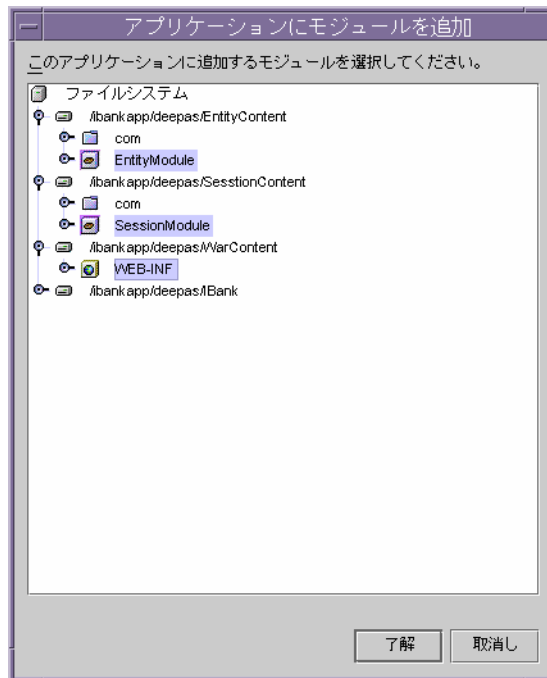 アプリケーションにモジュールを追加
このアプリケーションに追加するモジュールを選択してください。
ファイルシステム
/ibankapp/deepas/EntityContent
com
EntityModule
/ibankapp/deepas/SesstionContent
com
SessionModule
/ibankapp/deepas/WarContent
WEB-INF
/ibankapp/deepas/IBank
了解 取消し